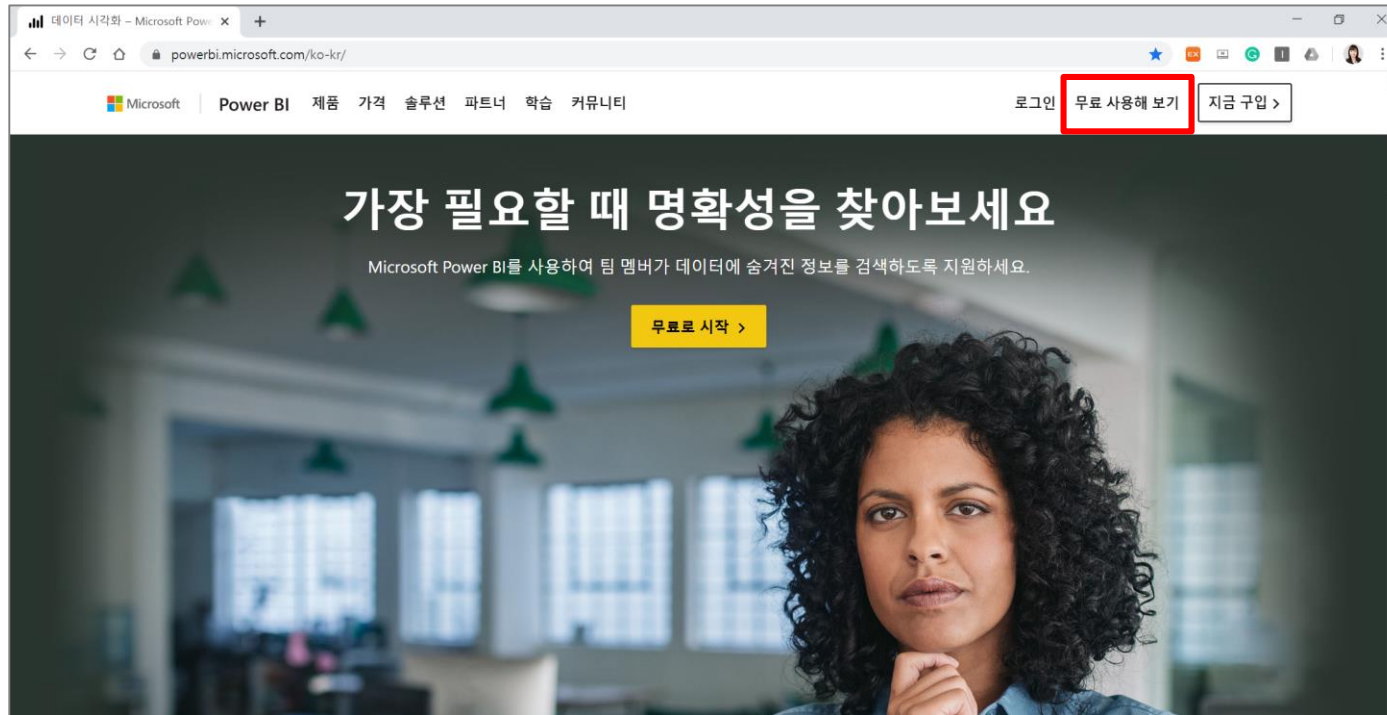 데이터 시각화 – Microsoft Powe
powerbi.microsoft.com/ko-kr/
Microsoft Power BI 제품 가격 솔루션 파트너 학습 커뮤니티 로그인 무료 사용해 보기 지금 구입 >
가장 필요할 때 명확성을 찾아보세요
Microsoft Power BI를 사용하여 팀 멤버가 데이터에 숨겨진 정보를 검색하도록 지원하세요.
무료로 시작 >